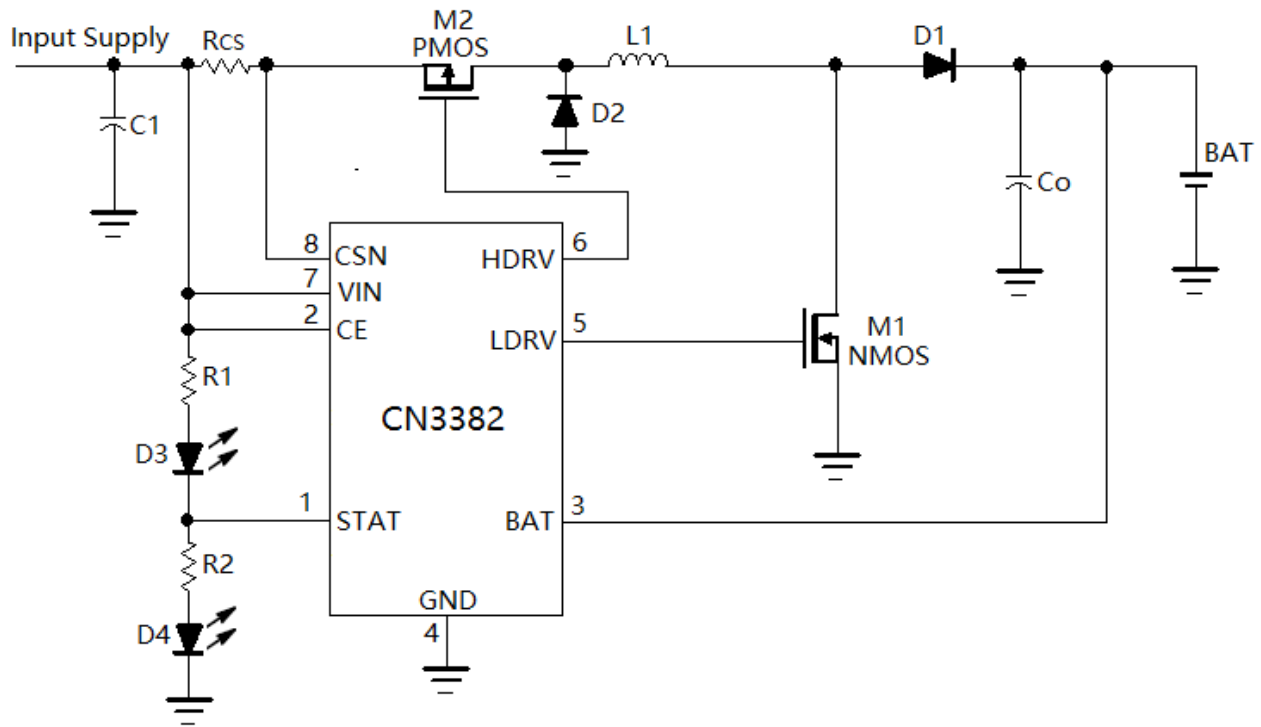 M2
PMOS
L1
D1
Input Supply
RCS
C1
D2
BAT
Co
8
CSN
HDRV
6
7
VIN
2
CE
LDRV
5
M1
NMOS
R1
CN3382
D3
1
STAT
BAT
3
R2
GND
4
D4